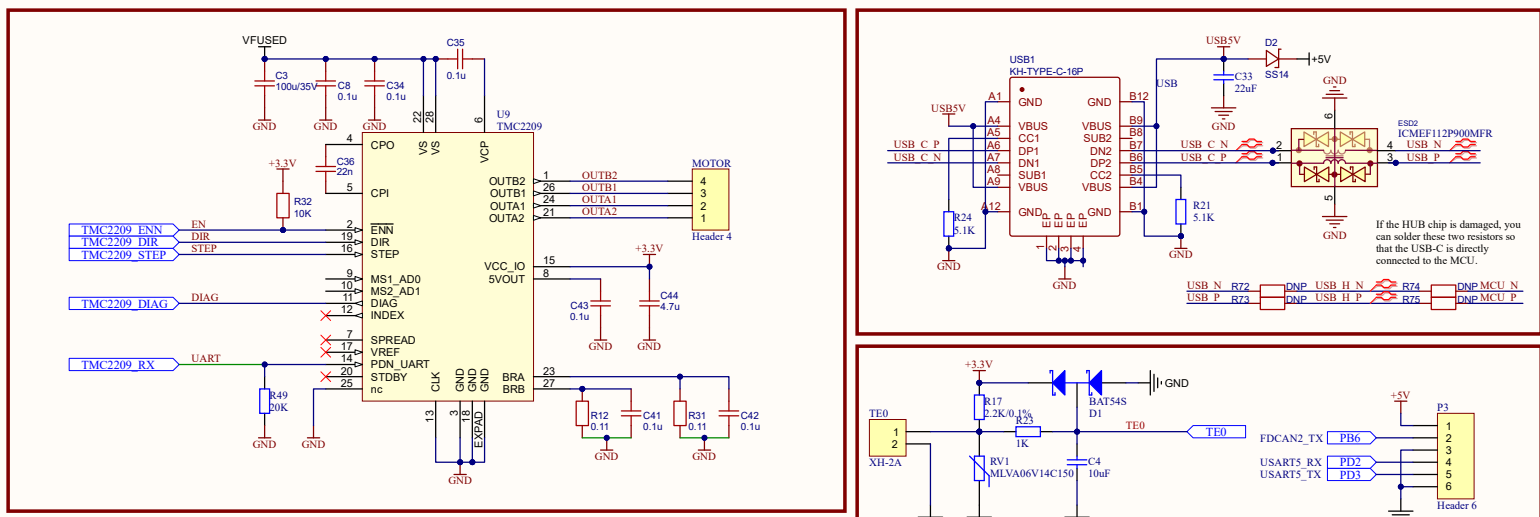 VFUSED
C35
0.1u
C3
100u/35V
C8
0.1u
C34
0.1u
GND
GND
GND
22
28
6
U9
TMC2209
VS
VS
VCP
4
CPO
C36
22n
5
CPI
+3.3V
R32
10K
TMC2209_ENN
EN
2
ENN
TMC2209_DIR
DIR
19
DIR
TMC2209_STEP
STEP
16
STEP
9
MS1_AD0
10
MS2_AD1
TMC2209_DIAG
DIAG
11
DIAG
12
INDEX
7
SPREAD
17
VREF
TMC2209_RX
UART
14
PDN_UART
20
STDBY
25
nc
R49
20K
GND
GND
CLK
GND
GND
GND
13
3
18
EXPAD
GND
OUTB2
1
OUTB2
OUTB1
26
OUTB1
OUTA1
24
OUTA1
OUTA2
21
OUTA2
MOTOR
4
3
2
1
Header 4
+3.3V
VCC_IO
15
5VOUT
8
C43
0.1u
C44
4.7u
GND
GND
BRA
23
BRB
27
R12
0.11
C41
0.1u
R31
0.11
C42
0.1u
GND
GND
USB1
KH-TYPE-C-16P
USB5V
USB_C_P
USB_C_N
A1
GND
A4
VBUS
A5
CC1
A6
DP1
A7
DN1
A8
SUB1
A9
VBUS
A12
GND
GND
B12
VBUS
B9
SUB2
B8
DN2
B7
DP2
B6
CC2
B5
VBUS
B4
GND
B1
EP
EP
EP
EP
1
2
3
4
GND
R24
5.1K
GND
R21
5.1K
GND
USB
USB5V
D2
SS14
+5V
C33
22uF
GND
USB_C_N
2
USB_C_P
1
GND
6
ESD2
ICMEF112P900MFR
4
USB_N
3
USB_P
5
GND
If the HUB chip is damaged, you
can solder these two resistors so
that the USB-C is directly
connected to the MCU.
USB_N
R72
DNP
USB_H_N
R74
DNP
MCU_N
USB_P
R73
DNP
USB_H_P
R75
DNP
MCU_P
+3.3V
R17
2.2K/0.1%
BAT54S
D1
GND
TE0
1
2
XH-2A
R23
1K
TE0
TE0
RV1
MLVA06V14C150
C4
10uF
+5V
P3
1
2
3
4
5
6
Header 6
FDCAN2_TX
PB6
USART5_RX
PD2
USART5_TX
PD3